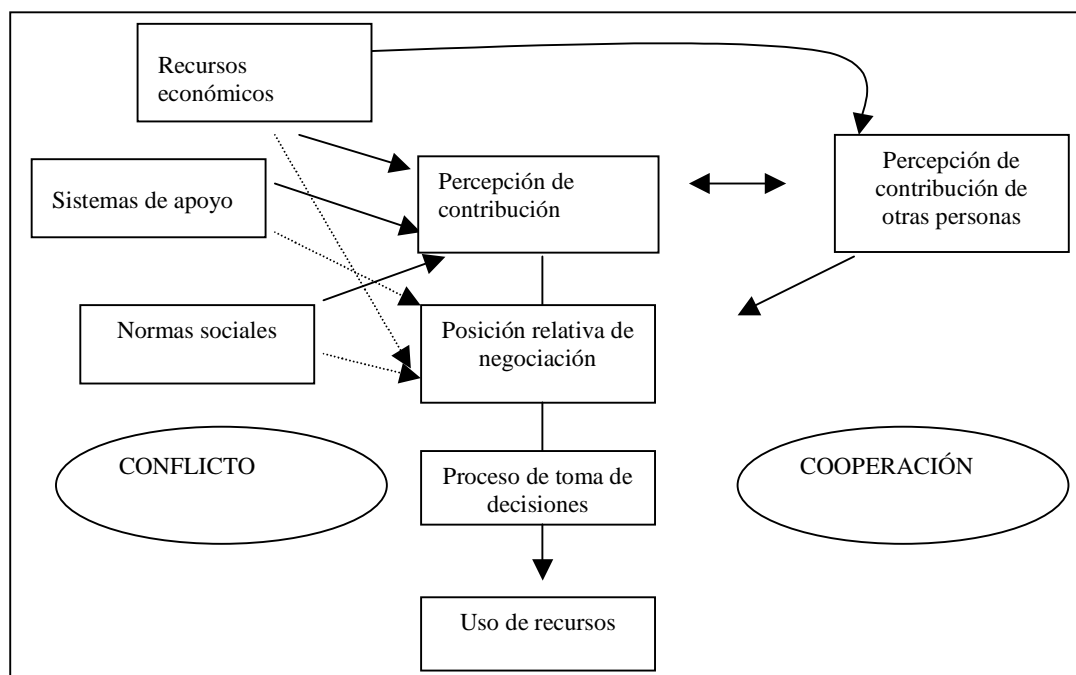 Recursos
económicos
Sistemas de apoyo
Percepción de
contribución
Percepción de
contribución de
otras personas
Normas sociales
Posición relativa de
negociación
CONFLICTO
Proceso de toma de
decisiones
COOPERACIÓN
Uso de recursos